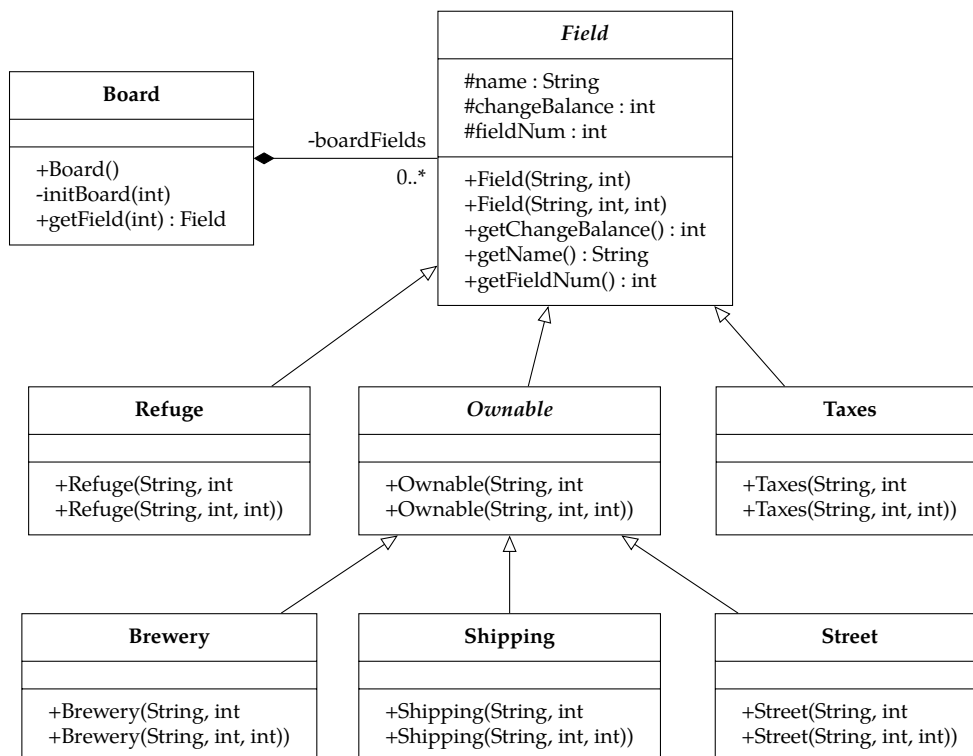 Field
#name : String
#changeBalance : int
#fieldNum : int
+Field(String, int)
+Field(String, int, int)
+getChangeBalance() : int
+getName() : String
+getFieldNum() : int
Board
+Board()
-initBoard(int)
+getField(int) : Field
-boardFields
0..*
Refuge
+Refuge(String, int
+Refuge(String, int, int))
Ownable
+Ownable(String, int
+Ownable(String, int, int))
Taxes
+Taxes(String, int
+Taxes(String, int, int))
Brewery
+Brewery(String, int
+Brewery(String, int, int))
Shipping
+Shipping(String, int
+Shipping(String, int, int))
Street
+Street(String, int
+Street(String, int, int))